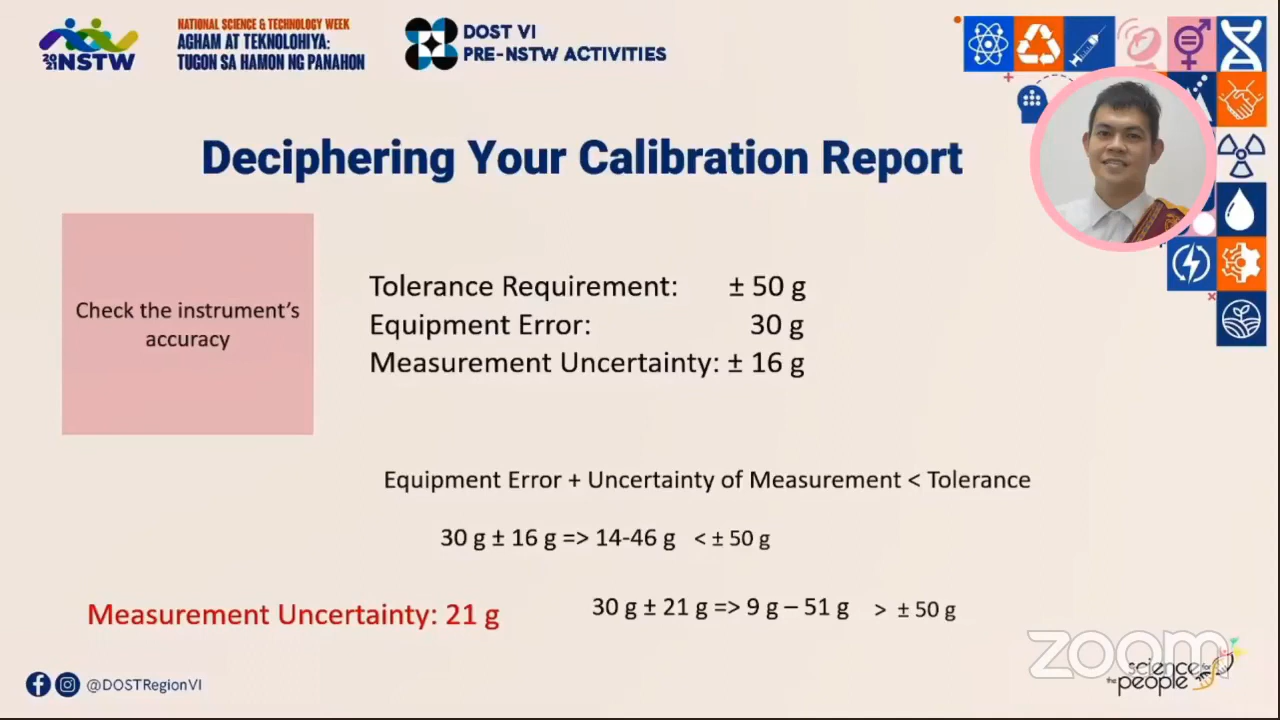 2021 NSTW
NATIONAL SCIENCE & TECHNOLOGY WEEK
AGHAM AT TEKNOLOHIYA:
TUGON SA HAMON NG PANAHON
DOST VI
PRE-NSTW ACTIVITIES
Deciphering Your Calibration Report
Check the instrument's
accuracy
Tolerance Requirement: ± 50 g
Equipment Error: 30 g
Measurement Uncertainty: ± 16 g
Equipment Error + Uncertainty of Measurement < Tolerance
30 g ± 16 g => 14-46 g < ± 50 g
Measurement Uncertainty: 21 g
30 g ± 21 g => 9 g – 51 g > ± 50 g
zoom
science for
the people
@DOSTRegionVI